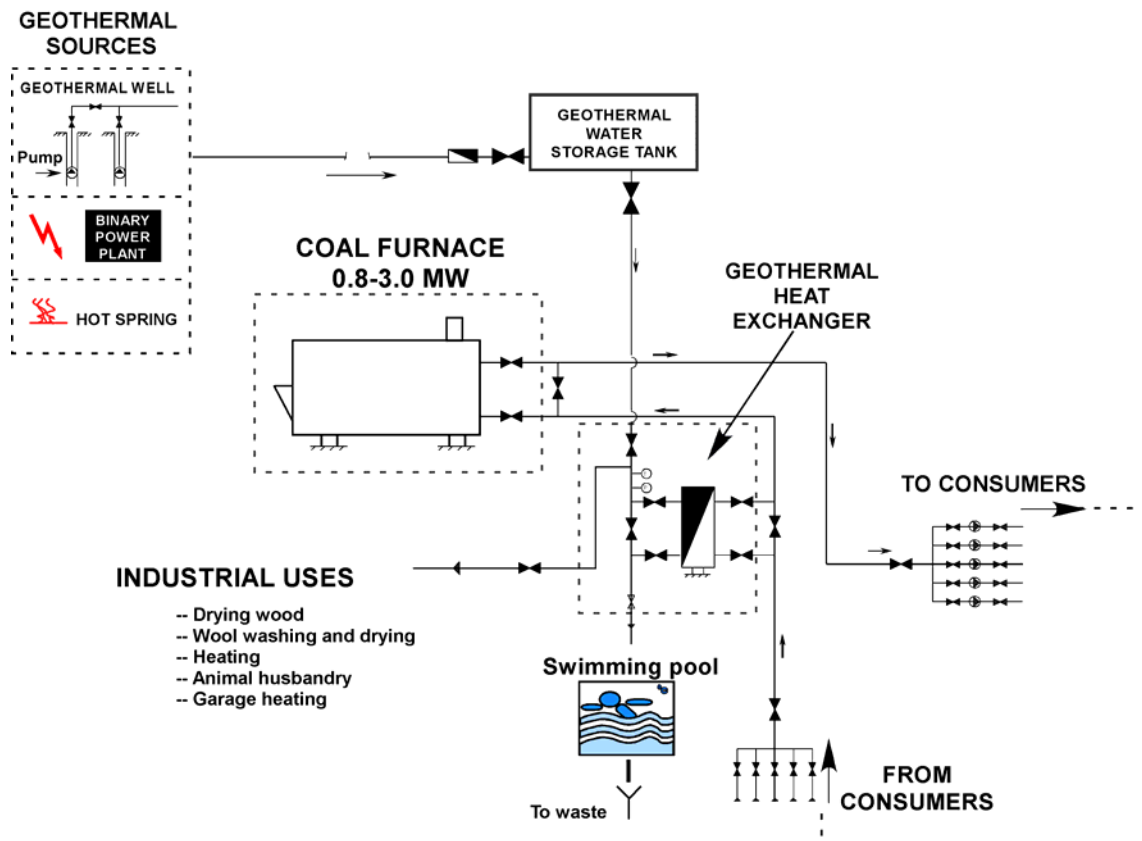 GEOTHERMAL
SOURCES
GEOTHERMAL WELL
Pump
BINARY
POWER
PLANT
HOT SPRING
GEOTHERMAL
WATER
STORAGE TANK
COAL FURNACE
0.8-3.0 MW
GEOTHERMAL
HEAT
EXCHANGER
TO CONSUMERS
INDUSTRIAL USES
-- Drying wood
-- Wool washing and drying
-- Heating
-- Animal husbandry
-- Garage heating
Swimming pool
To waste
FROM
CONSUMERS